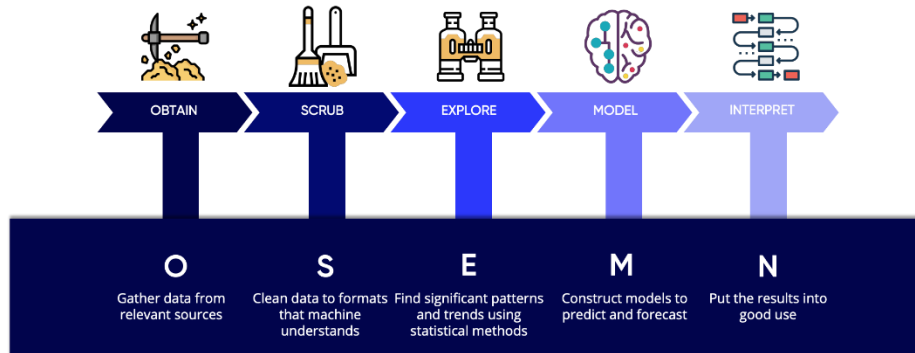 OBTAIN
SCRUB
EXPLORE
MODEL
INTERPRET
O
Gather data from
relevant sources
S
Clean data to formats
that machine
understands
E
Find significant patterns
and trends using
statistical methods
M
Construct models to
predict and forecast
N
Put the results into
good use